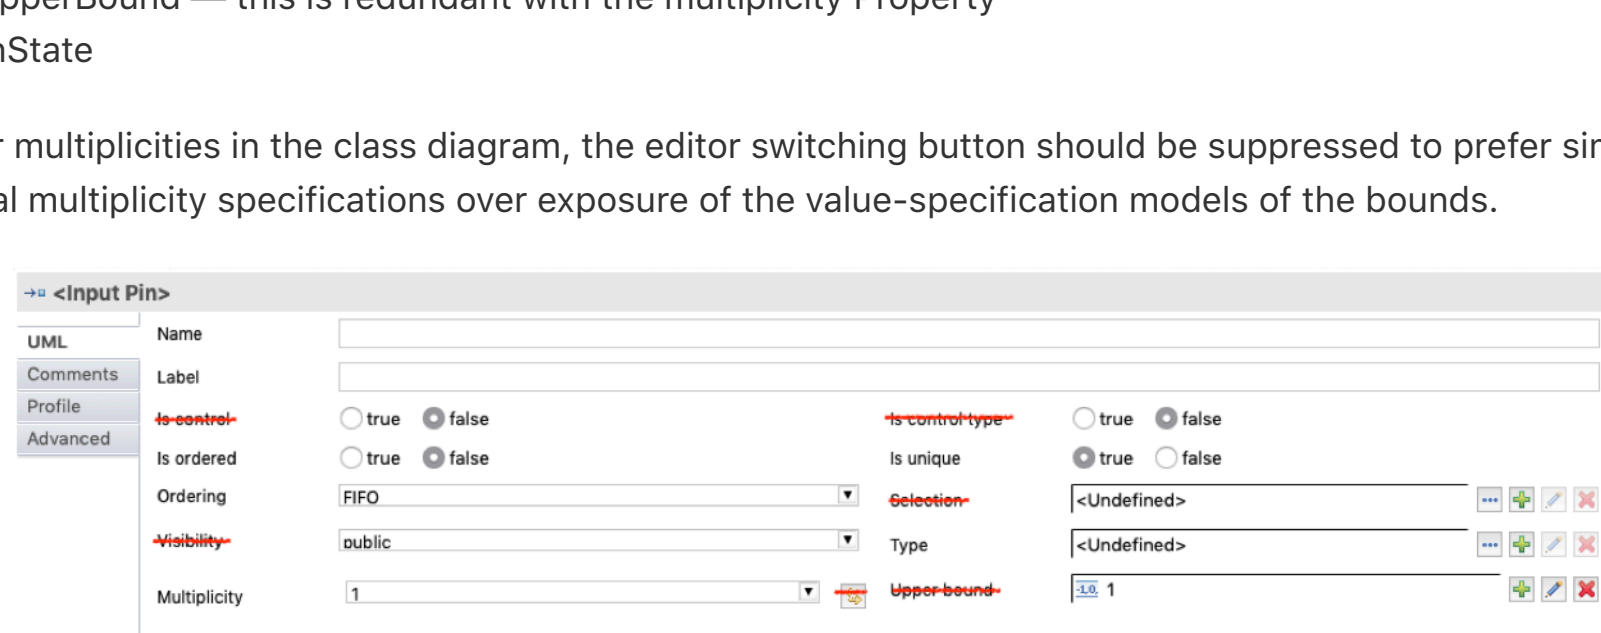 pperBound — this is redundant with the multiplicity Property
nState
r multiplicities in the class diagram, the editor switching button should be suppressed to prefer sin
al multiplicity specifications over exposure of the value-specification models of the bounds.
<Input Pin>
UML
Comments
Profile
Advanced
Name
Label
Is control true false Is control type true false
Is ordered true false Is unique true false
Ordering FIFO Selection <Undefined>
Visibility public Type <Undefined>
Multiplicity 1 Upper bound -1,0, 1